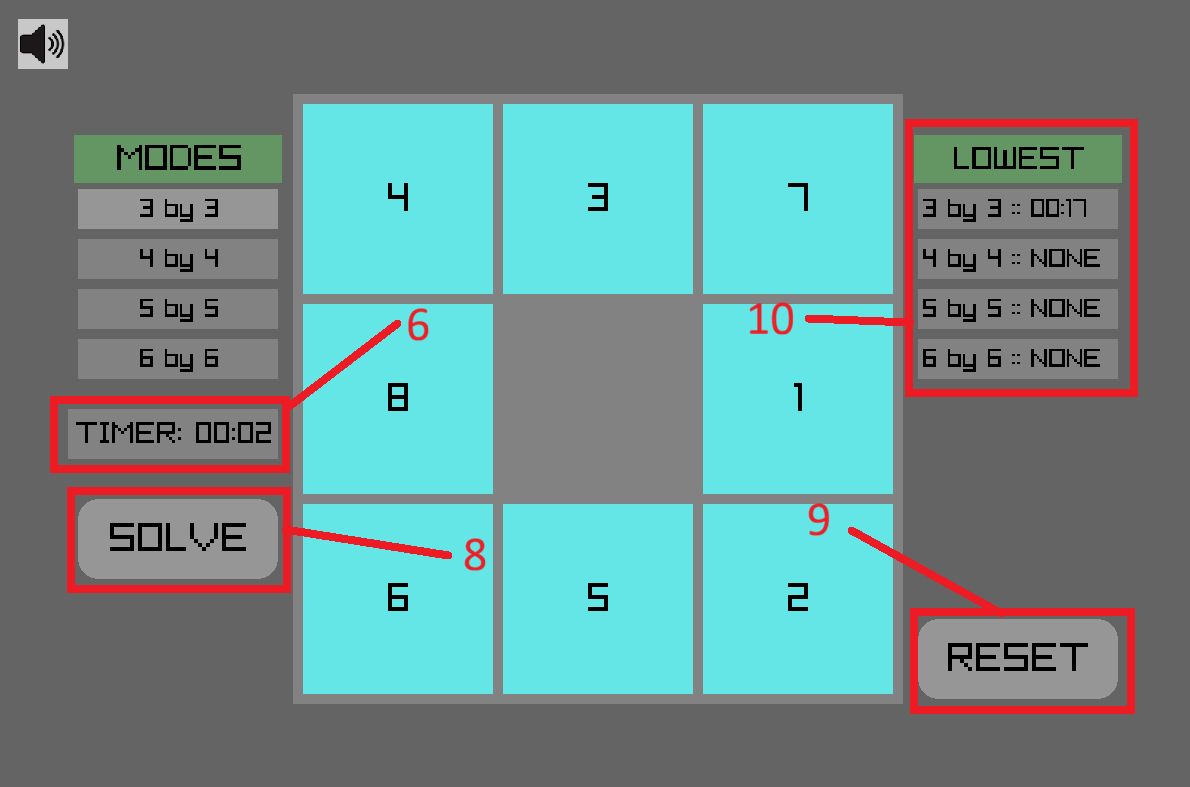 MODES
3 by 3
4 by 4
5 by 5
6 by 6
TIMER: 00:02
SOLVE
4 3 7
8 1
6 5 2
6
10
8
9
LOWEST
3 by 3 :: 00:17
4 by 4 :: NONE
5 by 5 :: NONE
6 by 6 :: NONE
RESET